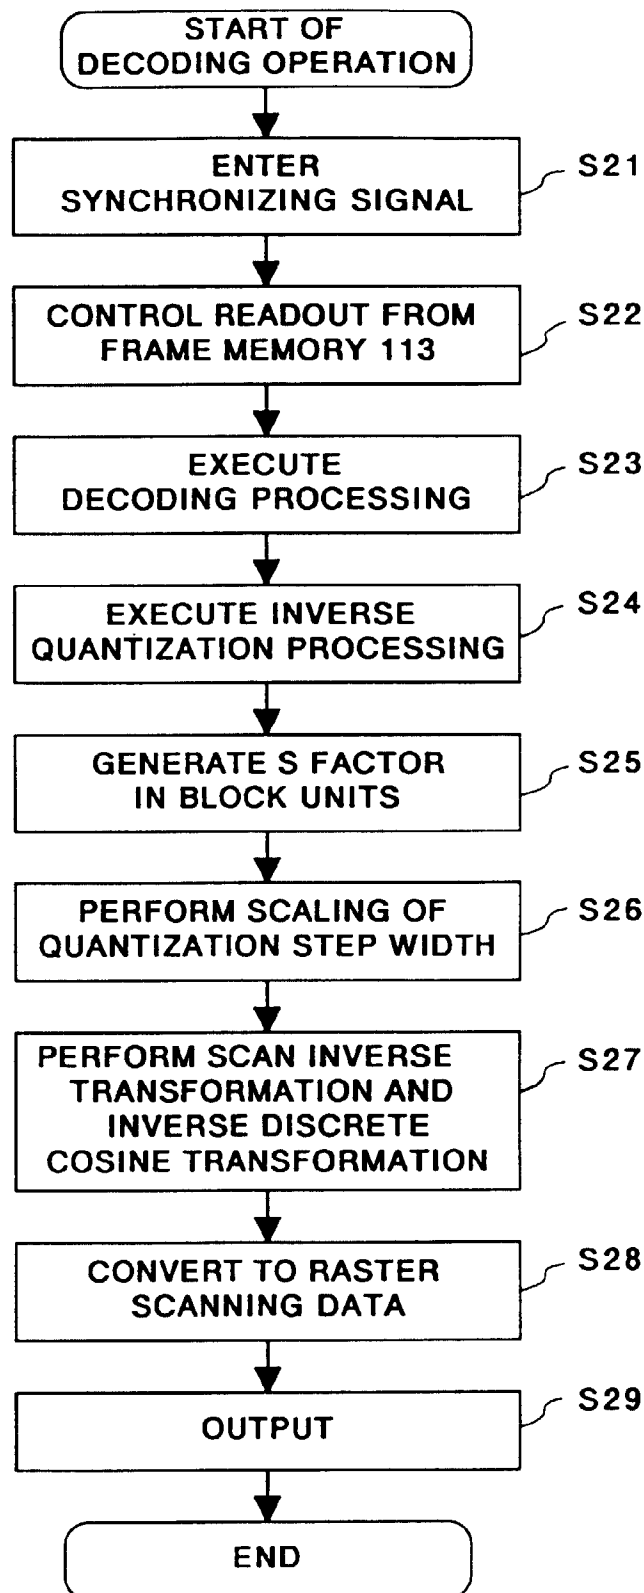 START OF
DECODING OPERATION
ENTER
SYNCHRONIZING SIGNAL
S21
CONTROL READOUT FROM
FRAME MEMORY 113
S22
EXECUTE
DECODING PROCESSING
S23
EXECUTE INVERSE
QUANTIZATION PROCESSING
S24
GENERATE S FACTOR
IN BLOCK UNITS
S25
PERFORM SCALING OF
QUANTIZATION STEP WIDTH
S26
PERFORM SCAN INVERSE
TRANSFORMATION AND
INVERSE DISCRETE
COSINE TRANSFORMATION
S27
CONVERT TO RASTER
SCANNING DATA
S28
OUTPUT
S29
END